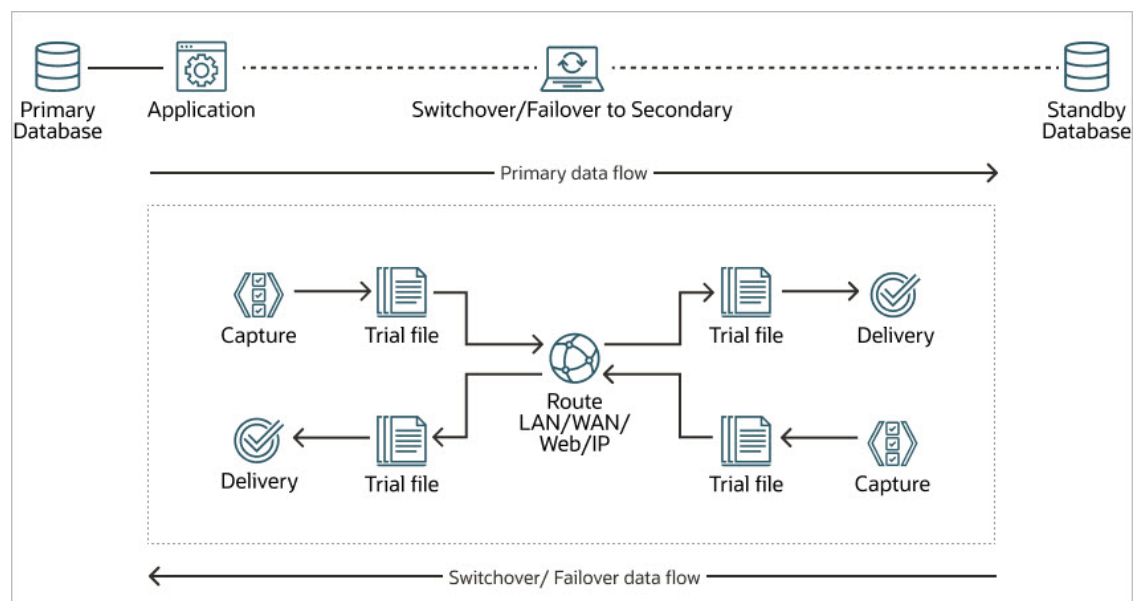 Primary
Database
Application
Switchover/Failover to Secondary
Standby
Database
Primary data flow
Capture
Trial file
Trial file
Delivery
Route
LAN/WAN/
Web/IP
Delivery
Trial file
Trial file
Capture
Switchover/ Failover data flow